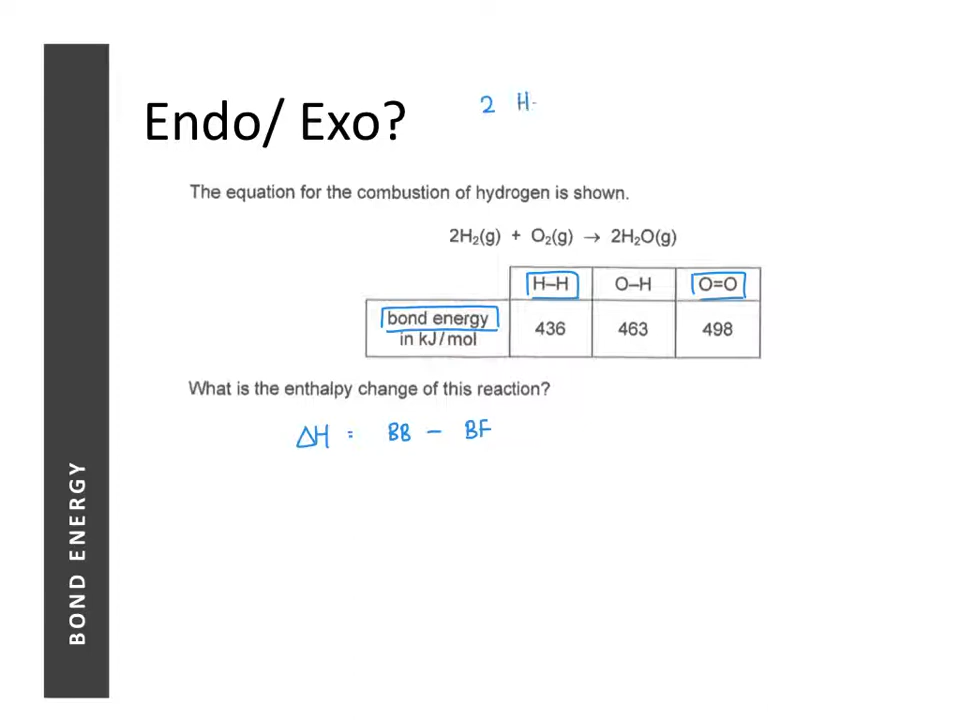 2 H-
Endo/ Exo?
The equation for the combustion of hydrogen is shown.
2H₂(g) + O₂(g) → 2H₂O(g)
H–H O–H O=O
bond energy
in kJ/mol 436 463 498
What is the enthalpy change of this reaction?
ΔH = BB - BF
BOND ENERGY